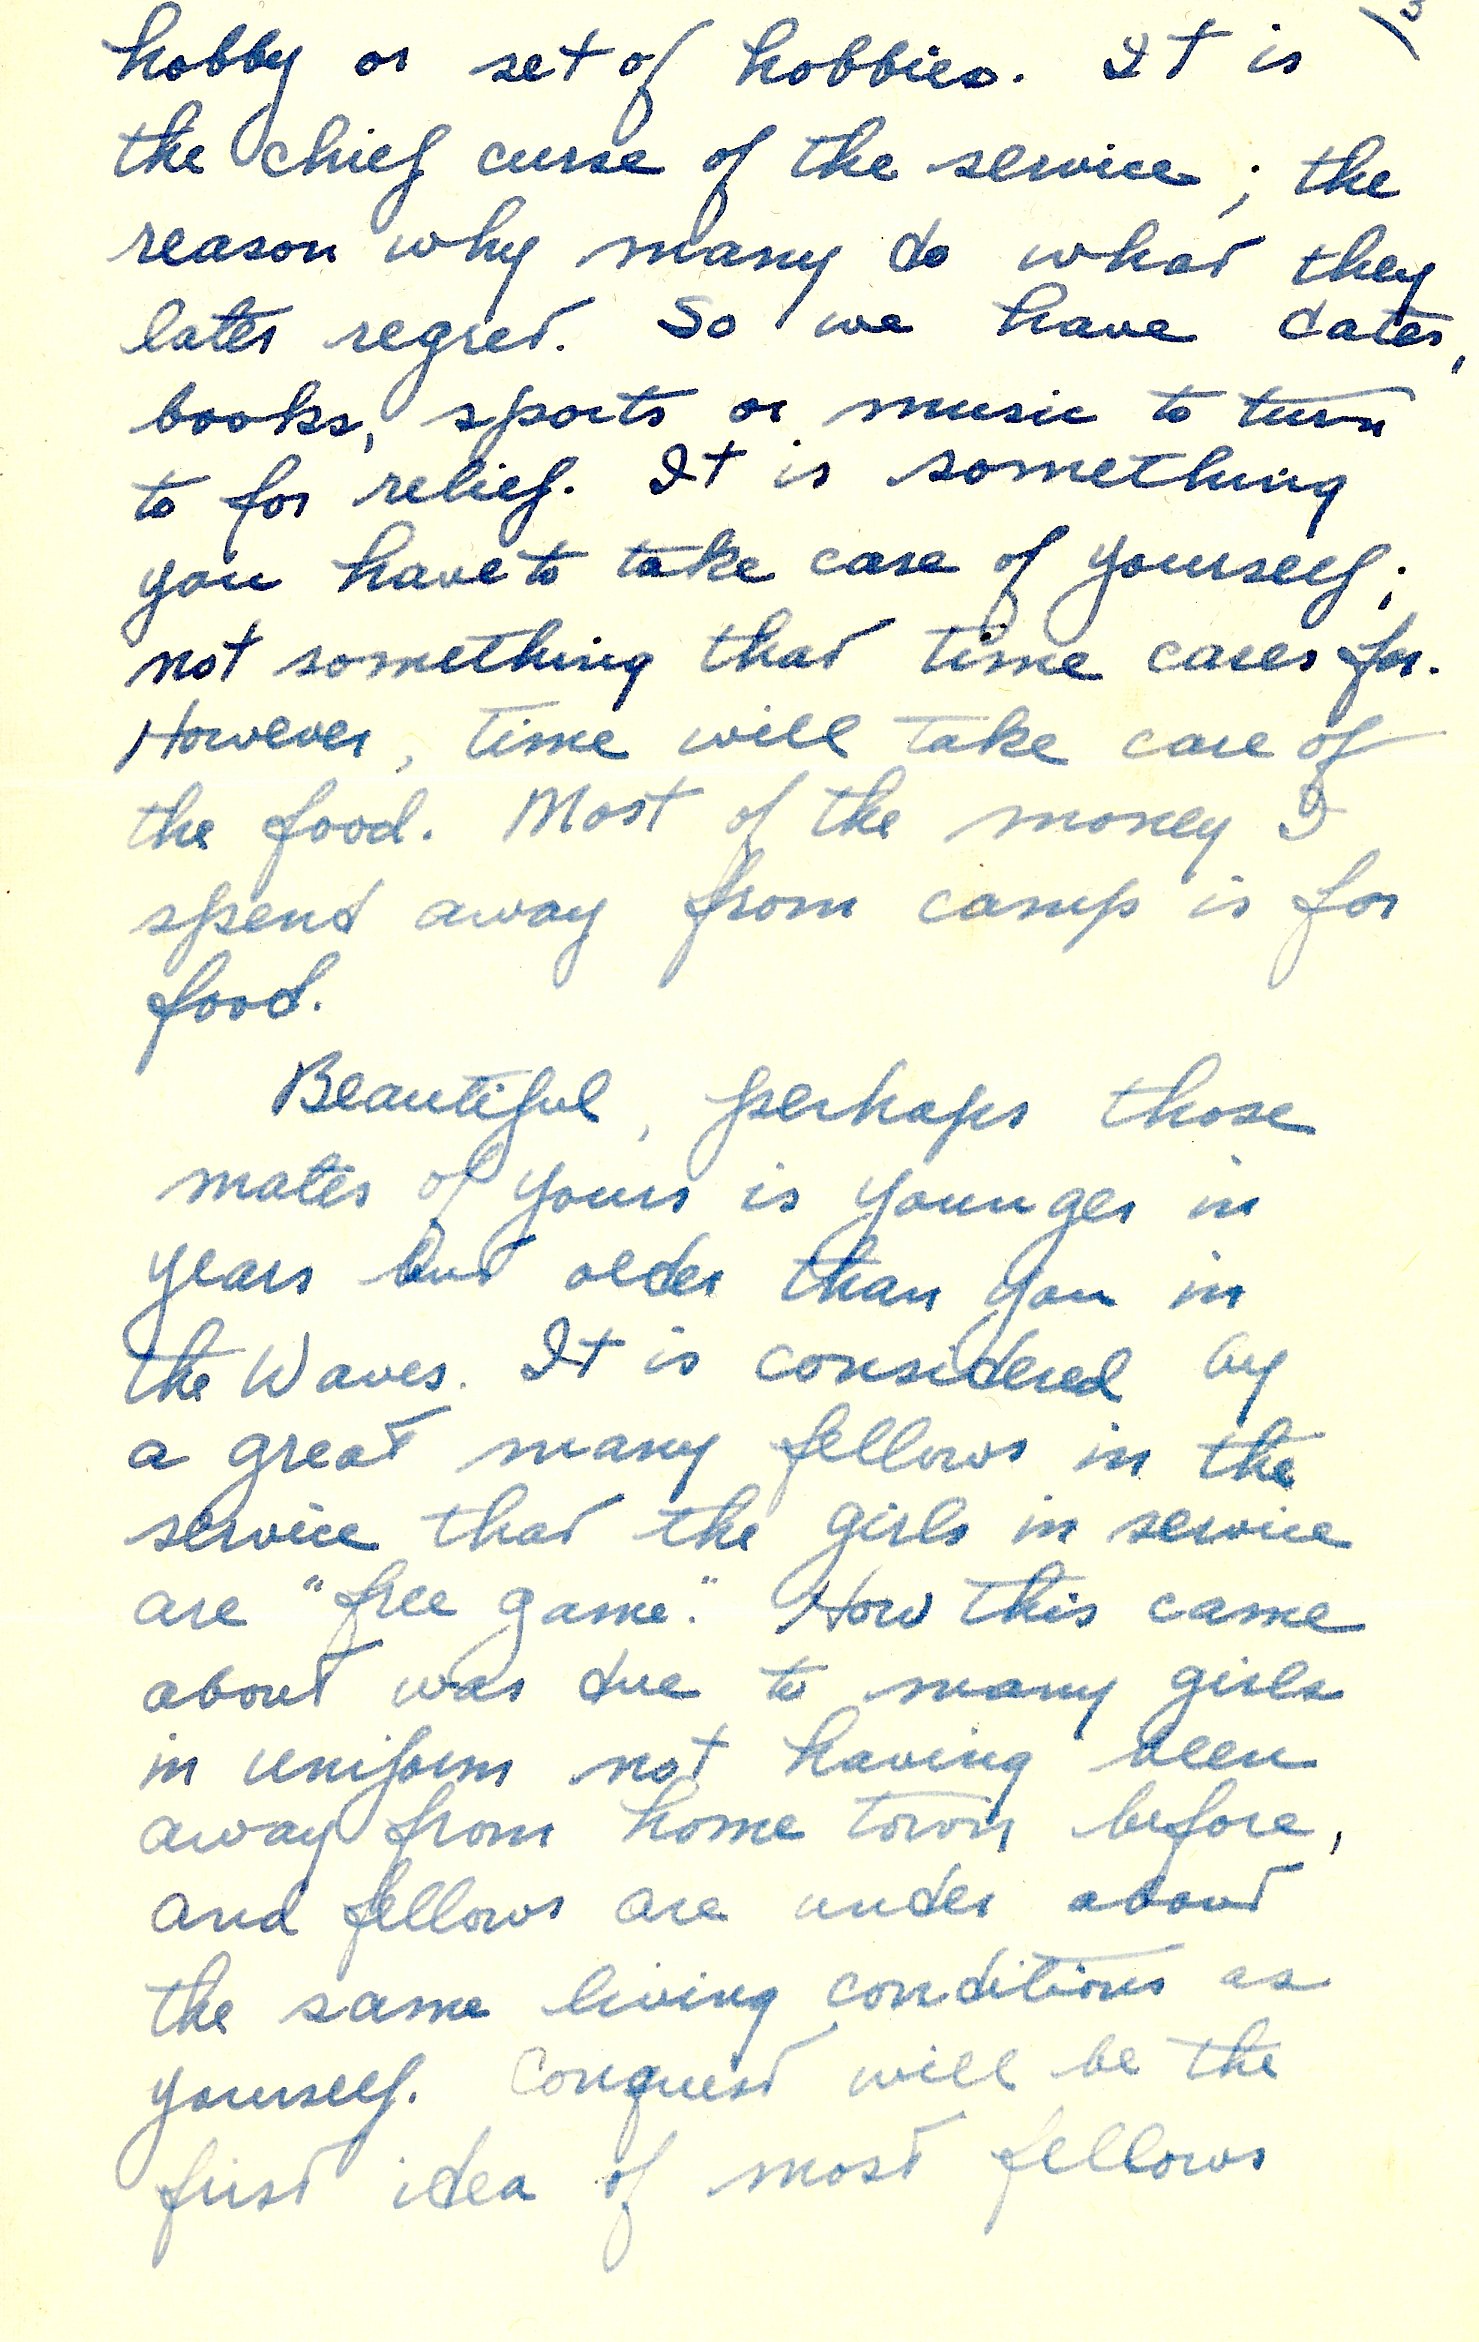 3
hobby or set of hobbies. It is
the chief curse of the service; the
reason why many do what they
later regret. So we have dates,
books, sports or music to turn
to for relief. It is something
you have to take care of yourself;
not something that time cares for.
However, time will take care of
the food. Most of the money I
spend away from camp is for
food.
Beautiful, perhaps those
mates of yours is younger in
years but older than you in
the Waves. It is considered by
a great many fellows in the
service that the girls in service
are "free game." How this came
about was due to many girls
in uniform not having been
away from home town before,
and fellows are under about
the same living conditions as
yourself. Conquest will be the
first idea of most fellows